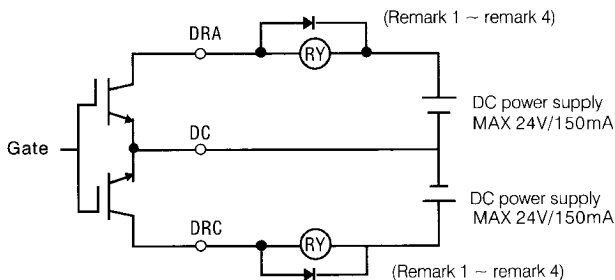 (Remark 1 ~ remark 4)
DRA
RY
DC power supply
MAX 24V/150mA
DC
Gate
DC power supply
MAX 24V/150mA
DRC
RY
(Remark 1 ~ remark 4)